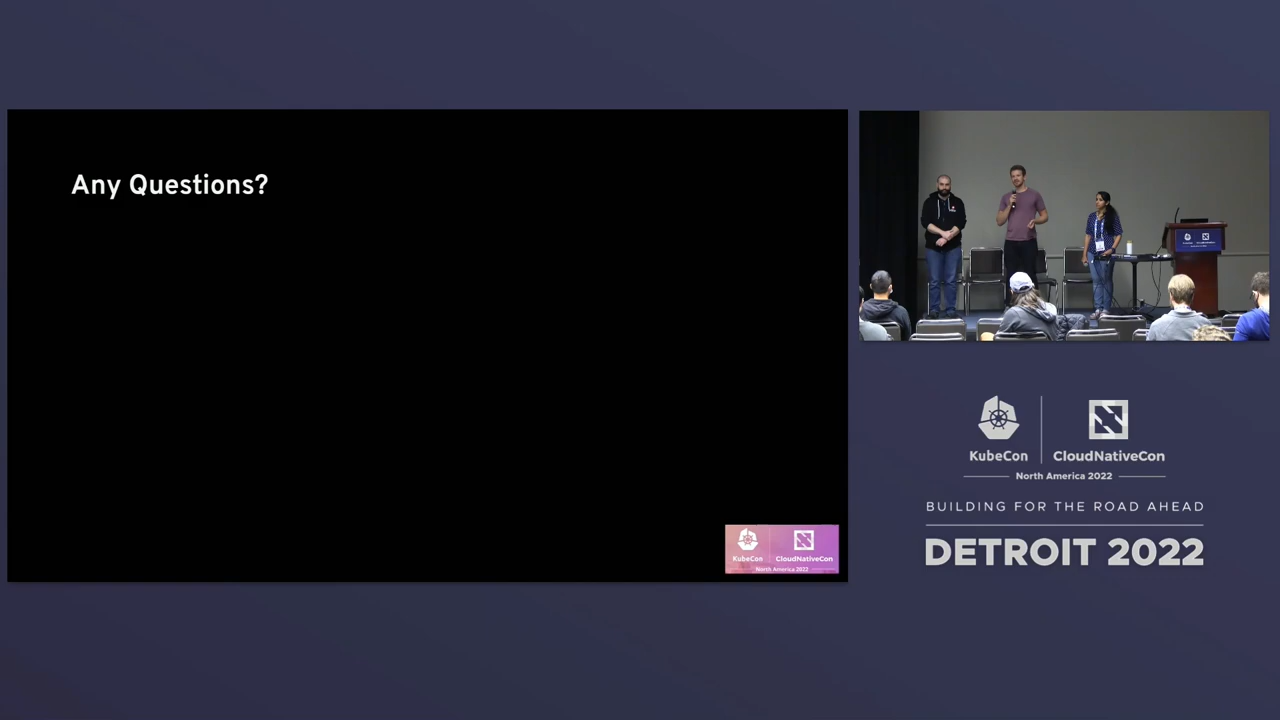 Any Questions?
KubeCon
CloudNativeCon
North America 2022
KubeCon
CloudNativeCon
North America 2022
BUILDING FOR THE ROAD AHEAD
DETROIT 2022